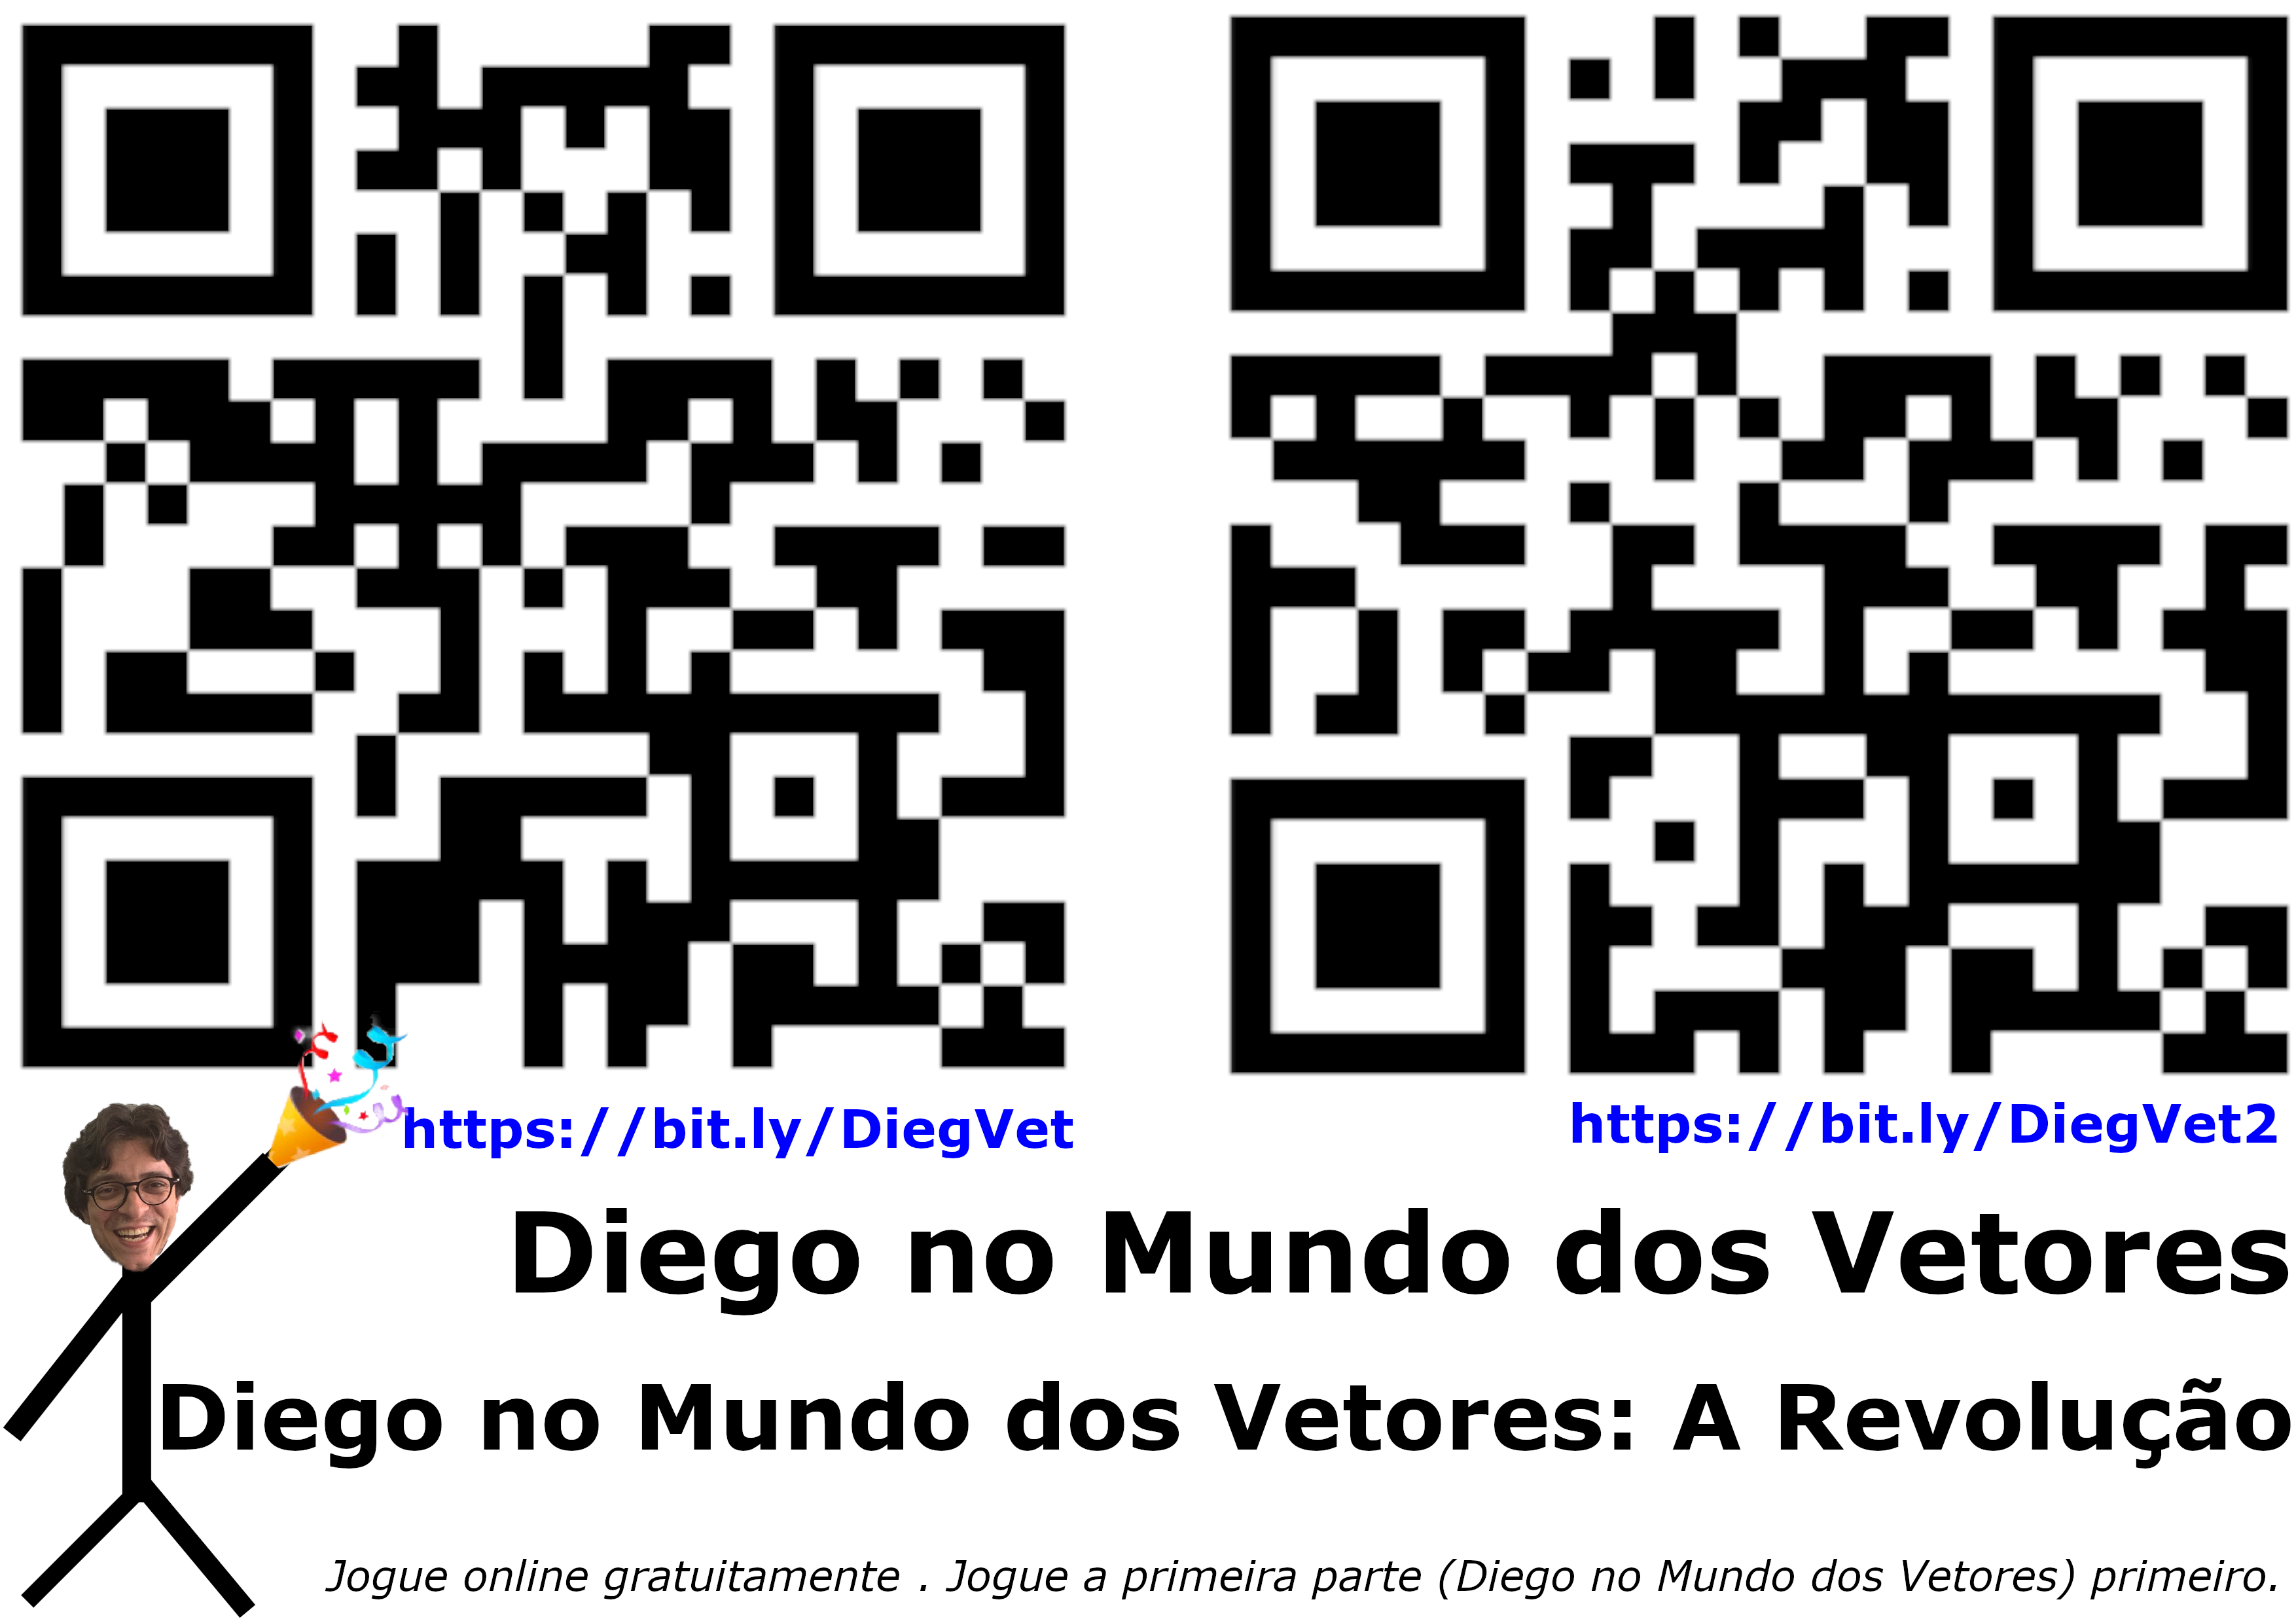 https://bit.ly/DiegVet
https://bit.ly/DiegVet2
Diego no Mundo dos Vetores
Diego no Mundo dos Vetores: A Revolução
Jogue online gratuitamente . Jogue a primeira parte (Diego no Mundo dos Vetores) primeiro.